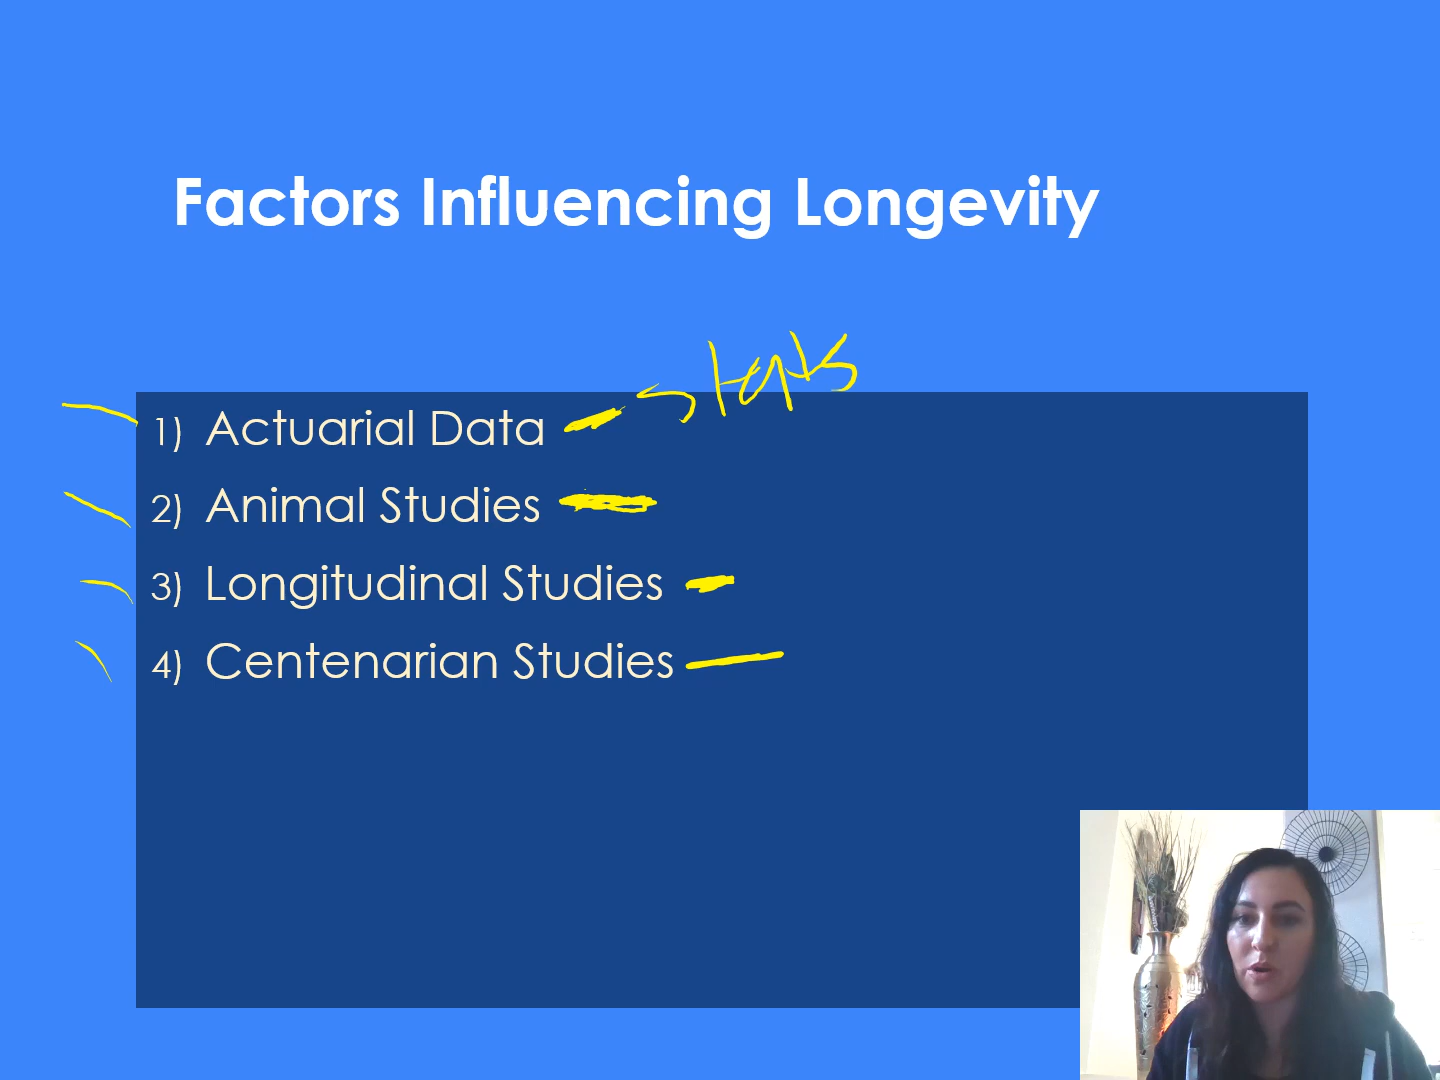 Factors Influencing Longevity
stats
1) Actuarial Data
2) Animal Studies
3) Longitudinal Studies
4) Centenarian Studies